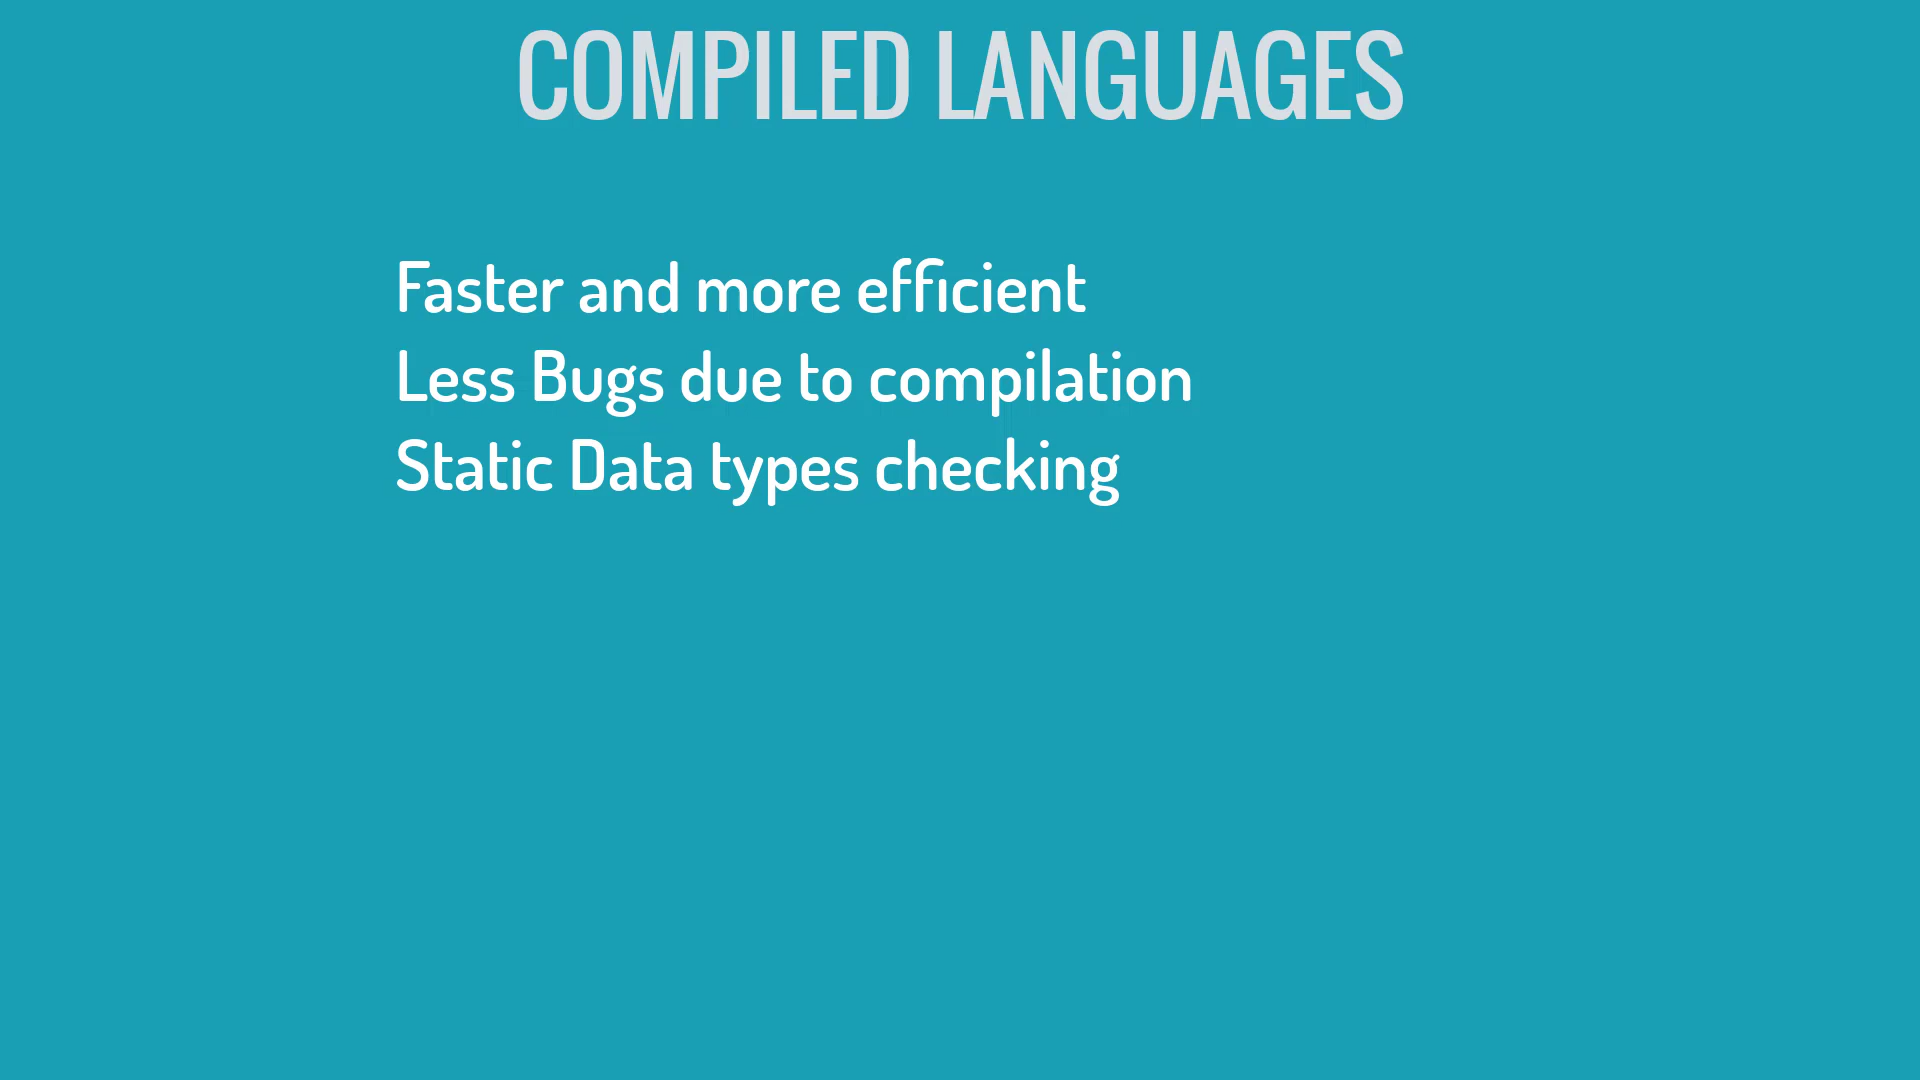 COMPILED LANGUAGES
Faster and more efficient
Less Bugs due to compilation
Static Data types checking